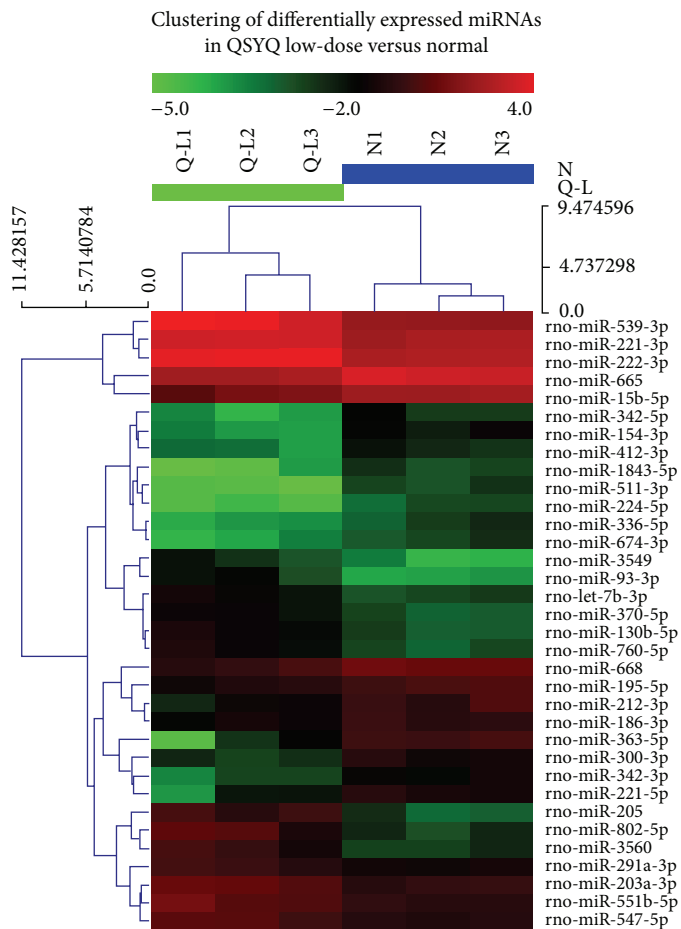 Clustering of differentially expressed miRNAs
in QSYQ low-dose versus normal
−5.0 −2.0 4.0
Q-L1 Q-L2 Q-L3 N1 N2 N3
N
Q-L
11.428157 5.7140784 0.0
9.474596
4.737298
0.0
rno-miR-539-3p
rno-miR-221-3p
rno-miR-222-3p
rno-miR-665
rno-miR-15b-5p
rno-miR-342-5p
rno-miR-154-3p
rno-miR-412-3p
rno-miR-1843-5p
rno-miR-511-3p
rno-miR-224-5p
rno-miR-336-5p
rno-miR-674-3p
rno-miR-3549
rno-miR-93-3p
rno-let-7b-3p
rno-miR-370-5p
rno-miR-130b-5p
rno-miR-760-5p
rno-miR-668
rno-miR-195-5p
rno-miR-212-3p
rno-miR-186-3p
rno-miR-363-5p
rno-miR-300-3p
rno-miR-342-3p
rno-miR-221-5p
rno-miR-205
rno-miR-802-5p
rno-miR-3560
rno-miR-291a-3p
rno-miR-203a-3p
rno-miR-551b-5p
rno-miR-547-5p